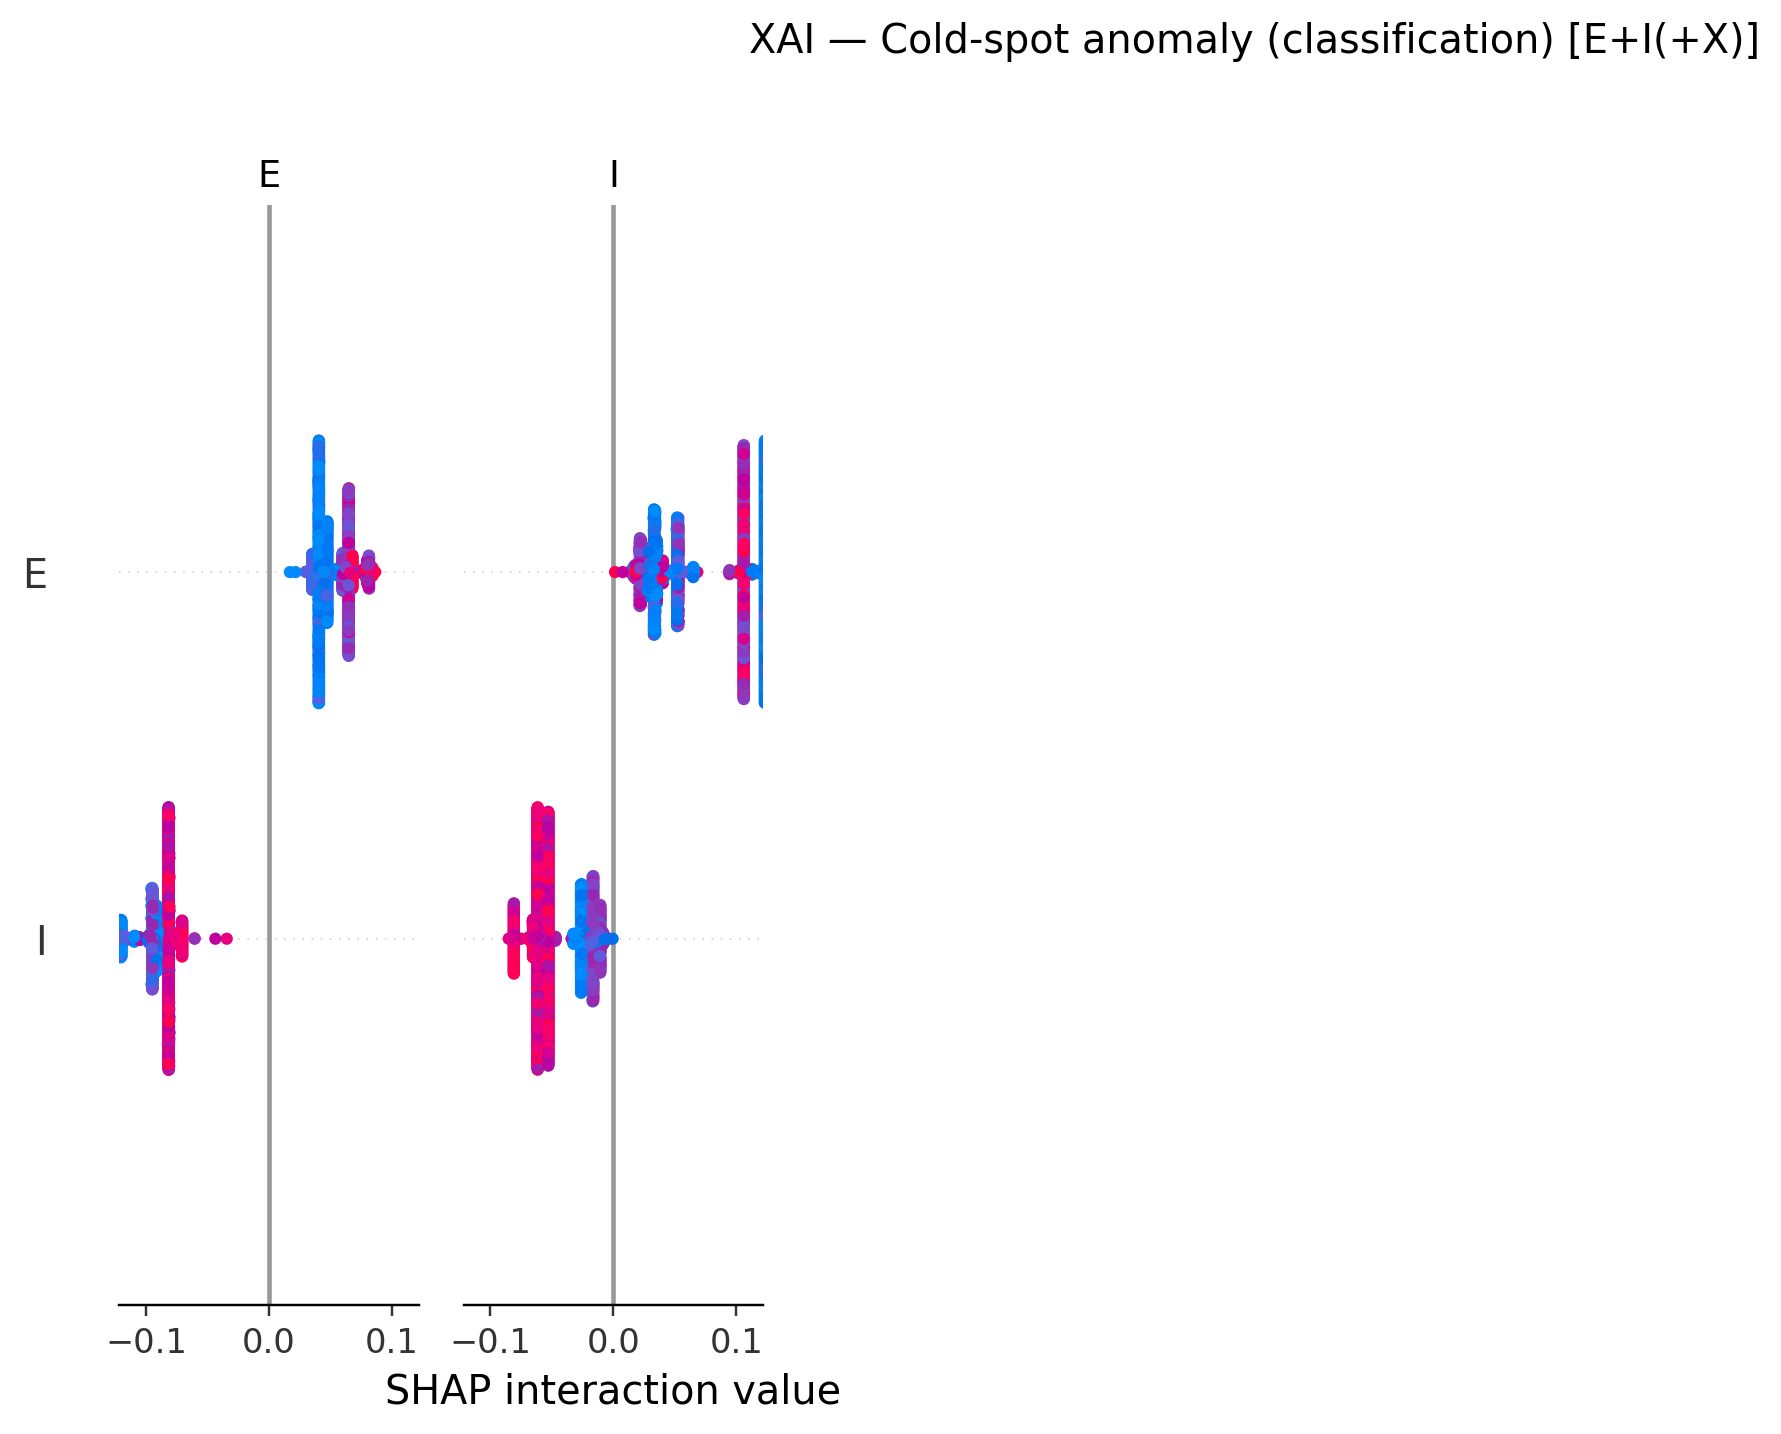 XAI — Cold-spot anomaly (classification) [E+I(+X)]
E I
E
I
−0.1 0.0 0.1 −0.1 0.0 0.1
SHAP interaction value